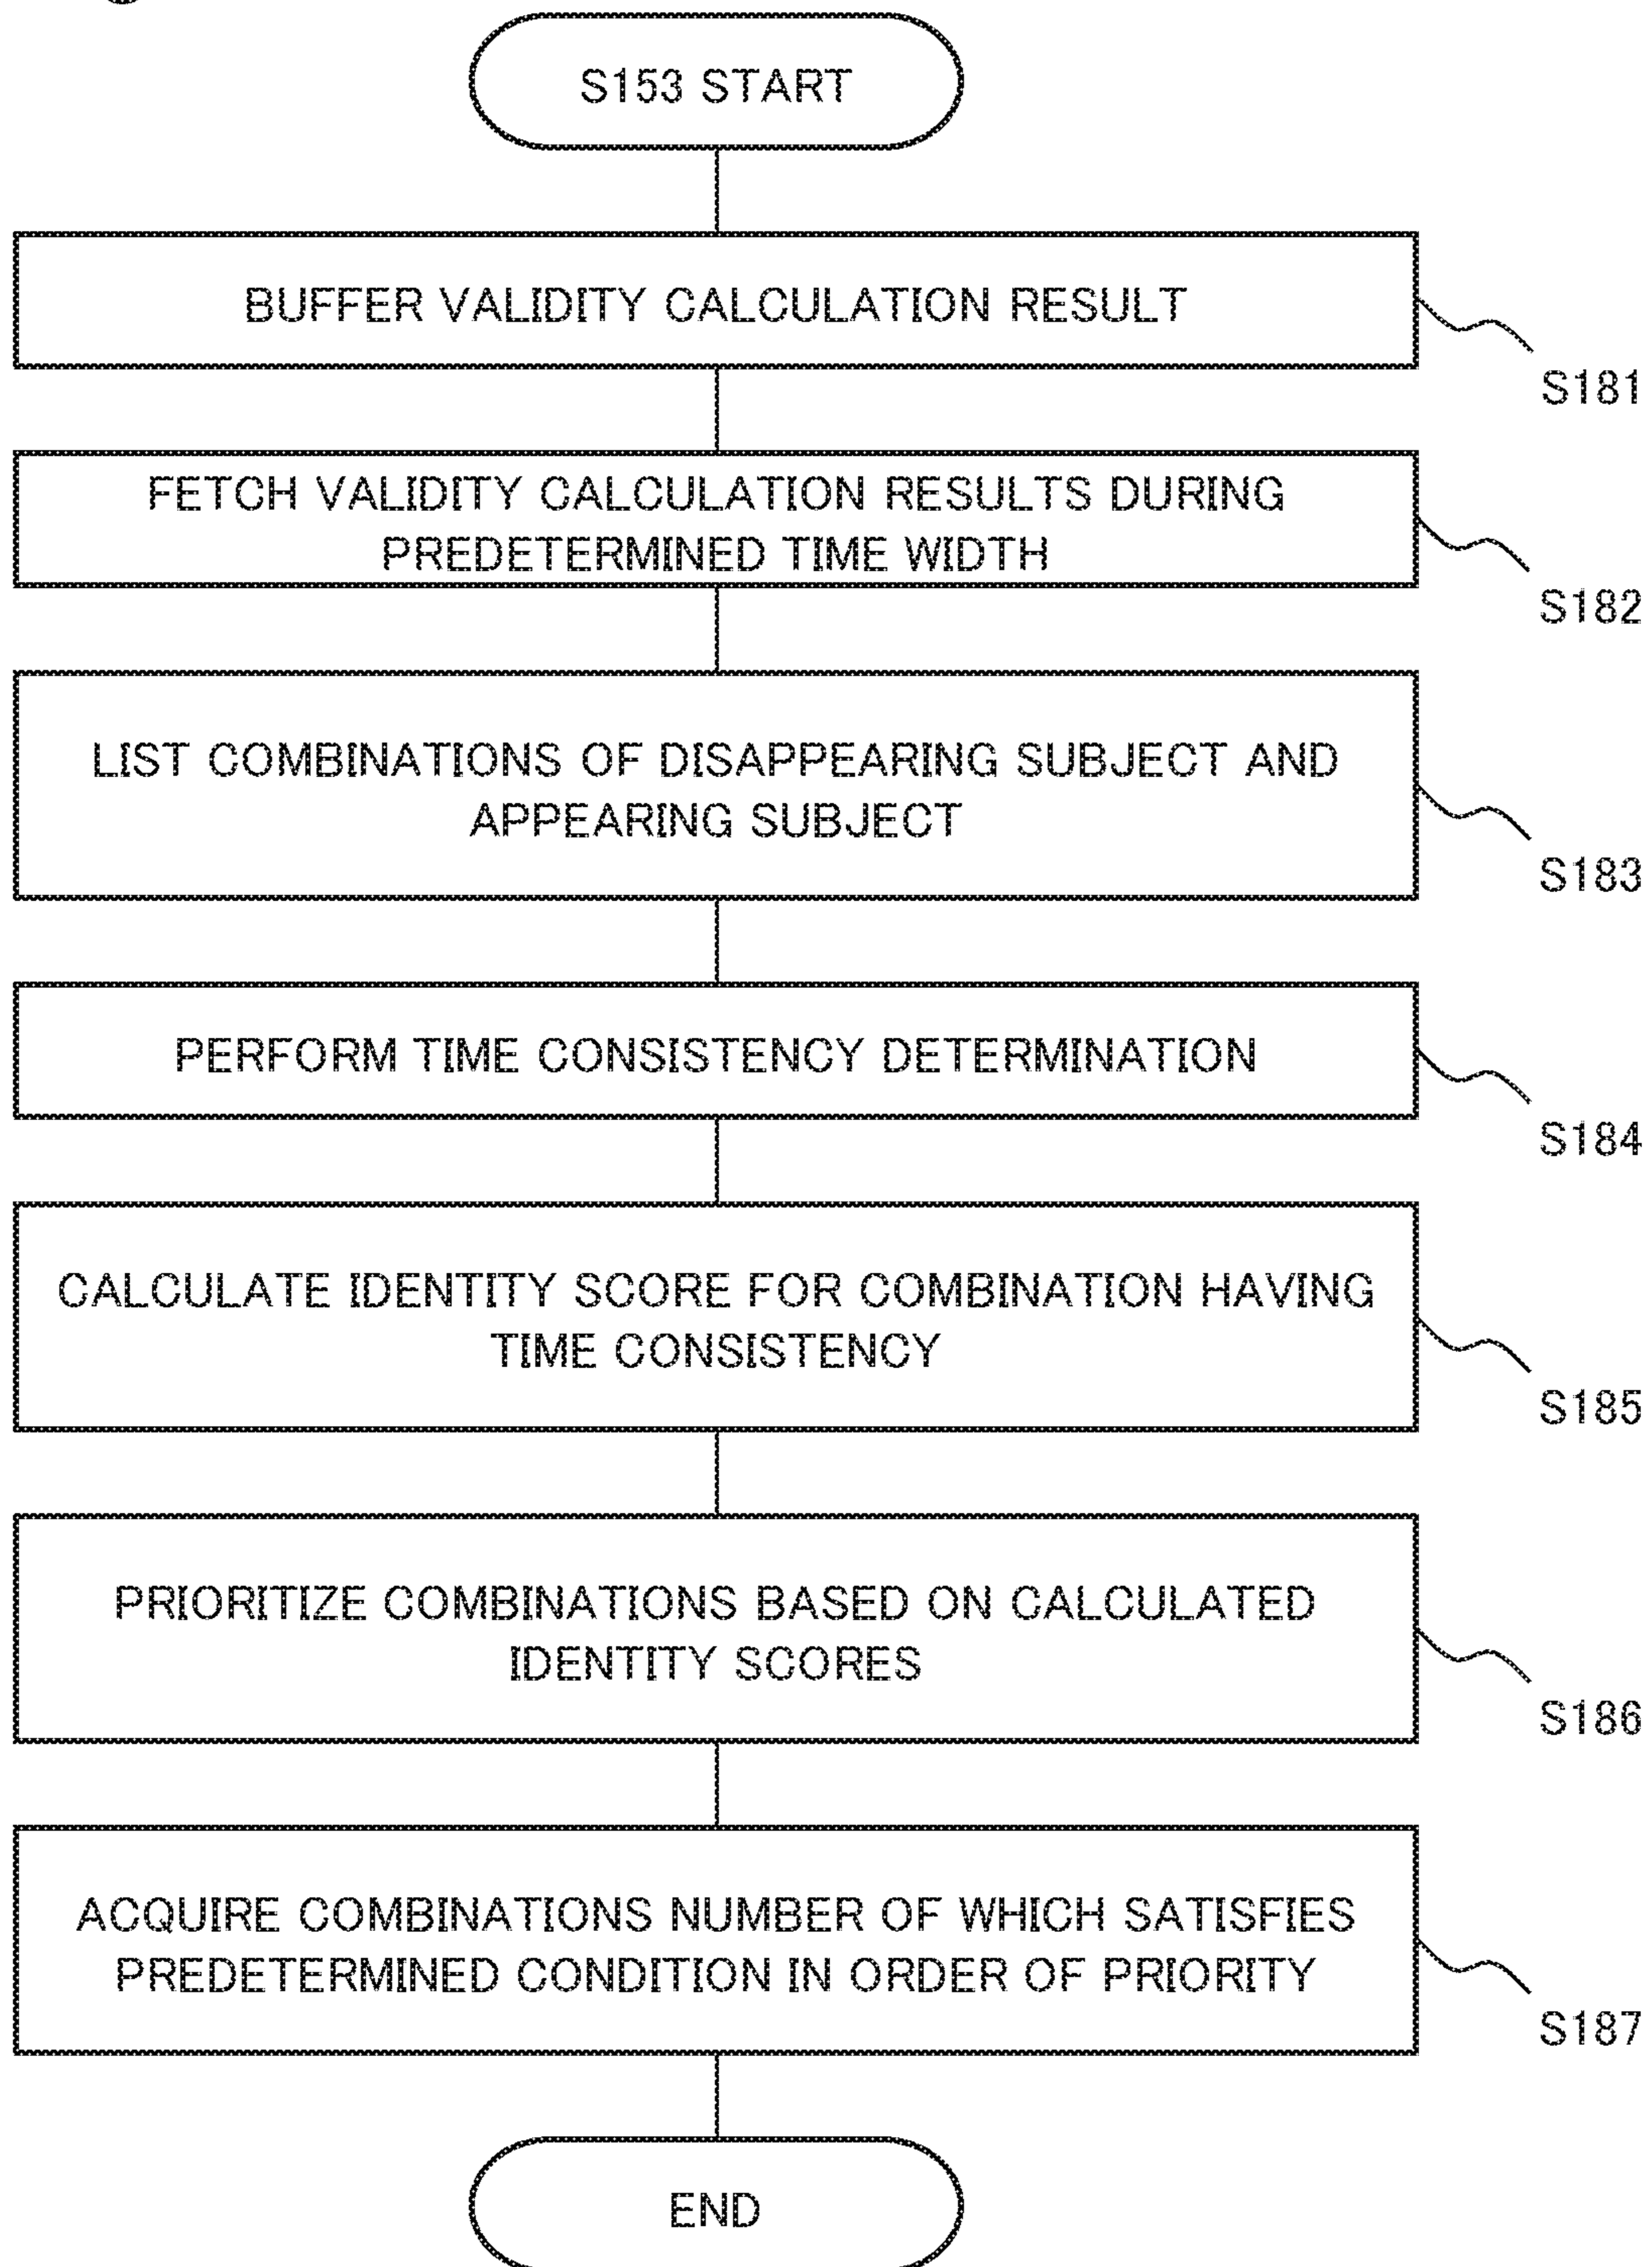 S153 START
BUFFER VALIDITY CALCULATION RESULT
S181
FETCH VALIDITY CALCULATION RESULTS DURING
PREDETERMINED TIME WIDTH
S182
LIST COMBINATIONS OF DISAPPEARING SUBJECT AND
APPEARING SUBJECT
S183
PERFORM TIME CONSISTENCY DETERMINATION
S184
CALCULATE IDENTITY SCORE FOR COMBINATION HAVING
TIME CONSISTENCY
S185
PRIORITIZE COMBINATIONS BASED ON CALCULATED
IDENTITY SCORES
S186
ACQUIRE COMBINATIONS NUMBER OF WHICH SATISFIES
PREDETERMINED CONDITION IN ORDER OF PRIORITY
S187
END